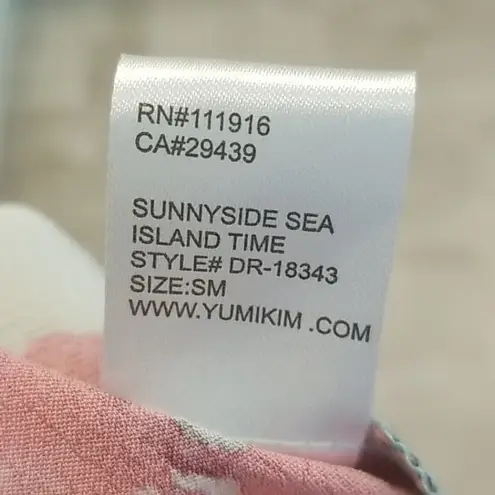 RN#111916
CA#29439
SUNNYSIDE SEA
ISLAND TIME
STYLE# DR-18343
SIZE:SM
WWW.YUMIKIM .COM